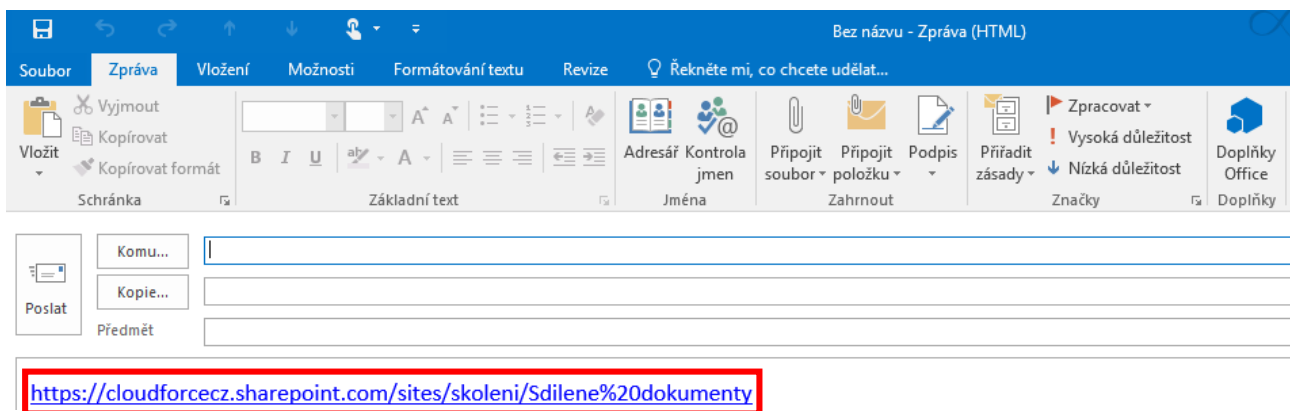 Bez názvu - Zpráva (HTML)
Soubor Zpráva Vložení Možnosti Formátování textu Revize Řekněte mi, co chcete udělat...
Vložit
Vyjmout
Kopírovat
Kopírovat formát
Schránka
B I U A
Základní text
Adresář
Kontrola
jmen
Jména
Připojit
soubor
Připojit
položku
Podpis
Zahrnout
Přiřadit
zásady
Zpracovat
Vysoká důležitost
Nízká důležitost
Značky
Doplňky
Office
Doplňky
Poslat
Komu...
Kopie...
Předmět
https://cloudforcecz.sharepoint.com/sites/skoleni/Sdilene%20dokumenty